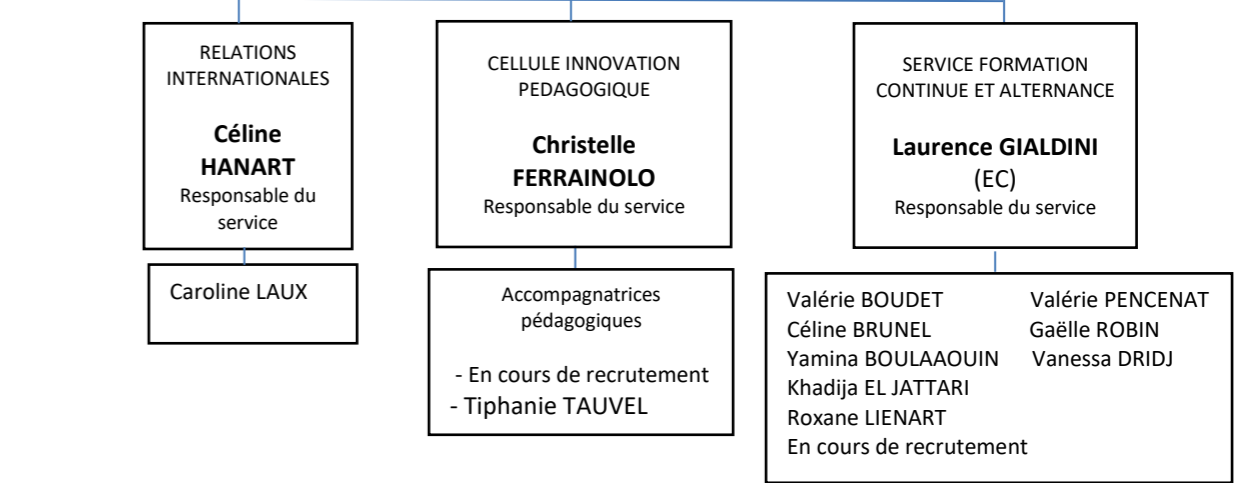 RELATIONS
INTERNATIONALES
Céline
HANART
Responsable du
service
Caroline LAUX
CELLULE INNOVATION
PEDAGOGIQUE
Christelle
FERRAINOLO
Responsable du service
Accompagnatrices
pédagogiques
- En cours de recrutement
- Tiphanie TAUVEL
SERVICE FORMATION
CONTINUE ET ALTERNANCE
Laurence GIALDINI
(EC)
Responsable du service
Valérie BOUDET Valérie PENCENAT
Céline BRUNEL Gaëlle ROBIN
Yamina BOULAAOUIN Vanessa DRIDJ
Khadija EL JATTARI
Roxane LIENART
En cours de recrutement